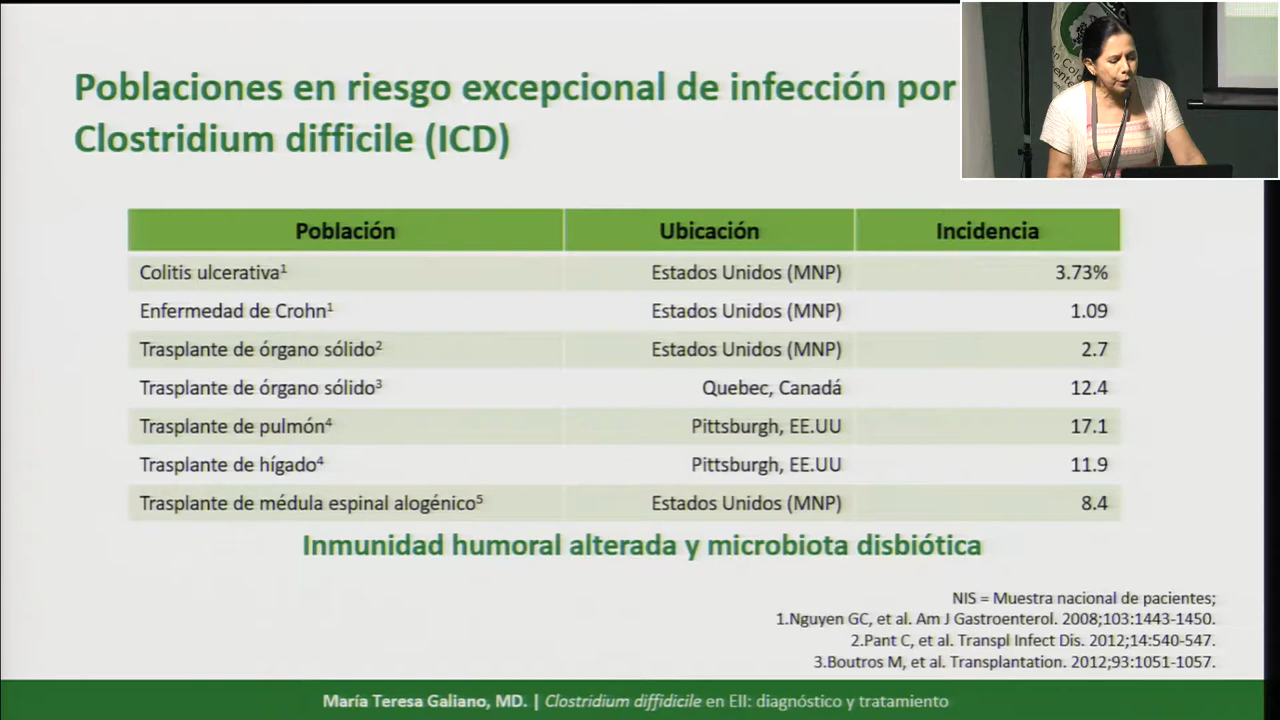 Poblaciones en riesgo excepcional de infección por
Clostridium difficile (ICD)
Población Ubicación Incidencia
Colitis ulcerativa¹ Estados Unidos (MNP) 3.73%
Enfermedad de Crohn¹ Estados Unidos (MNP) 1.09
Trasplante de órgano sólido² Estados Unidos (MNP) 2.7
Trasplante de órgano sólido³ Quebec, Canadá 12.4
Trasplante de pulmón⁴ Pittsburgh, EE.UU 17.1
Trasplante de hígado⁴ Pittsburgh, EE.UU 11.9
Trasplante de médula espinal alogénico⁵ Estados Unidos (MNP) 8.4
Inmunidad humoral alterada y microbiota disbiótica
NIS = Muestra nacional de pacientes;
1.Nguyen GC, et al. Am J Gastroenterol. 2008;103:1443-1450.
2.Pant C, et al. Transpl Infect Dis. 2012;14:540-547.
3.Boutros M, et al. Transplantation. 2012;93:1051-1057.
María Teresa Galiano, MD. | Clostridium diffidicile en EII: diagnóstico y tratamiento